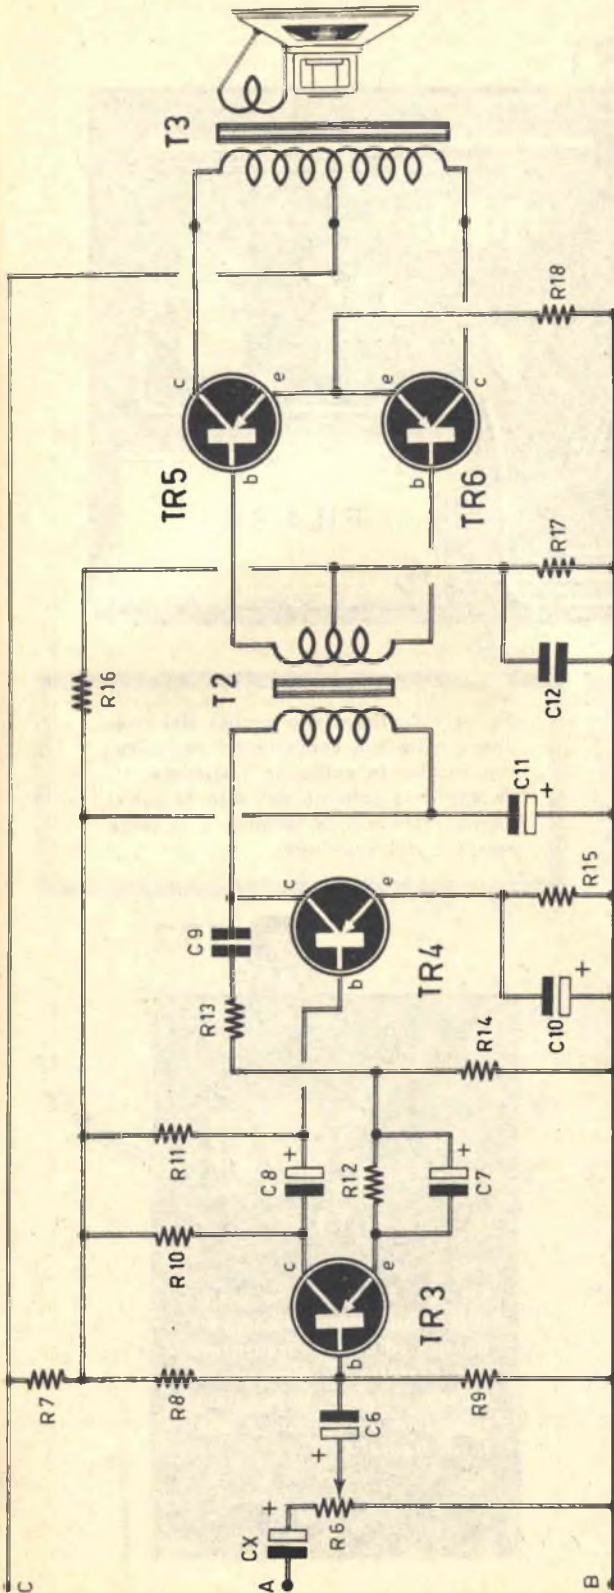 C
R7
R16
T3
R8
R10
R11
R13
C9
T2
TR5
c
e
b
A
CX
+
R6
+
C6
b
c
e
TR3
C8
+
R12
C7
+
b
c
e
TR4
b
e
c
TR6
R9
R14
C10
+
R15
C11
+
C12
R17
R18
B